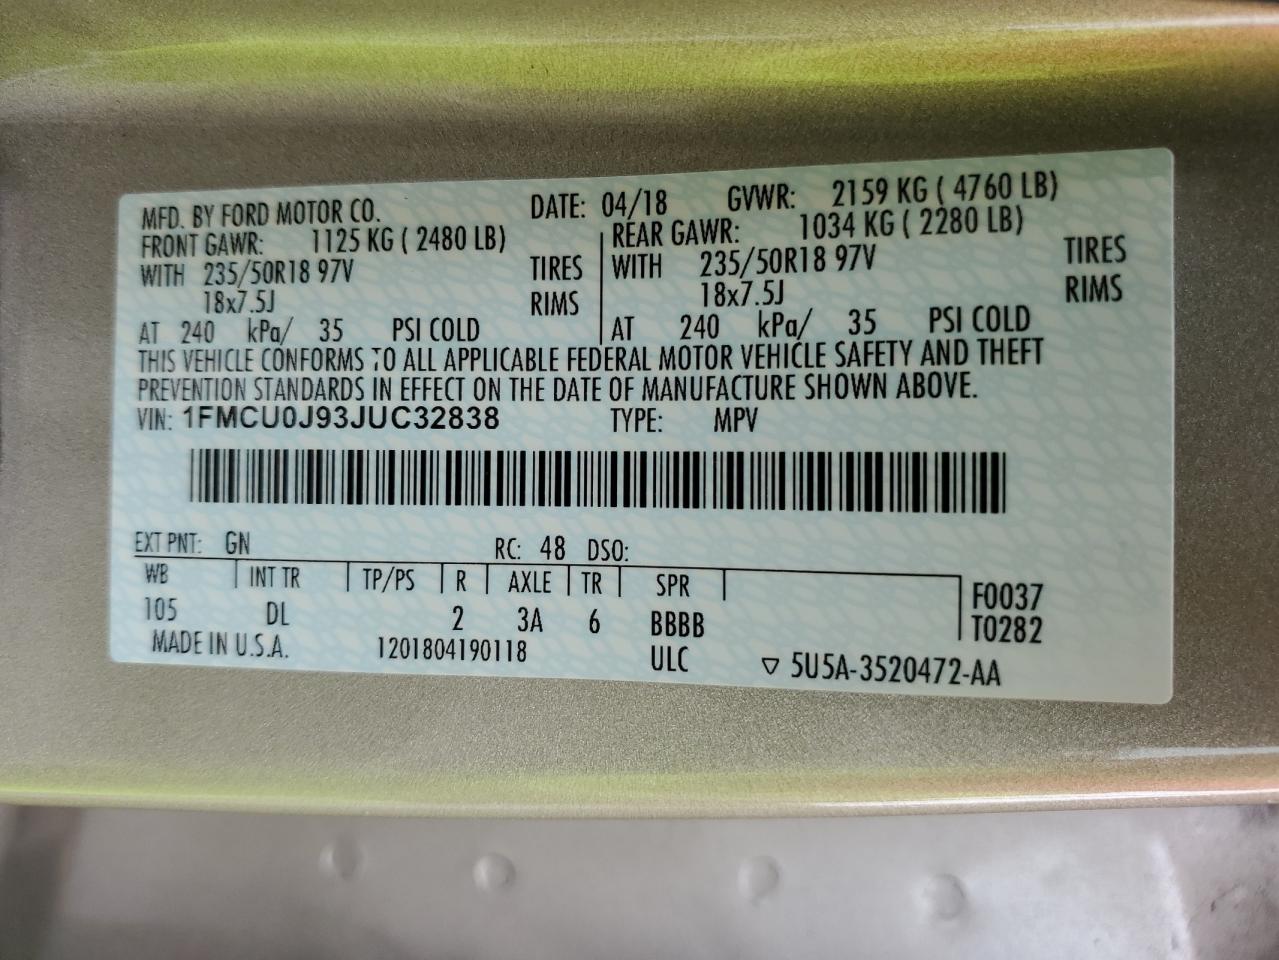 MFD. BY FORD MOTOR CO. DATE: 04/18 GVWR: 2159 KG ( 4760 LB)
FRONT GAWR: 1125 KG ( 2480 LB) REAR GAWR: 1034 KG ( 2280 LB)
WITH 235/50R18 97V TIRES WITH 235/50R18 97V TIRES
18x7.5J RIMS 18x7.5J RIMS
AT 240 kPa/ 35 PSI COLD AT 240 kPa/ 35 PSI COLD
THIS VEHICLE CONFORMS TO ALL APPLICABLE FEDERAL MOTOR VEHICLE SAFETY AND THEFT
PREVENTION STANDARDS IN EFFECT ON THE DATE OF MANUFACTURE SHOWN ABOVE.
VIN: 1FMCU0J93JUC32838 TYPE: MPV
EXT PNT: GN RC: 48 DSO:
WB INT TR TP/PS R AXLE TR SPR F0037
105 DL 2 3A 6 BBBB T0282
MADE IN U.S.A. 1201804190118 ULC ▽ 5U5A-3520472-AA